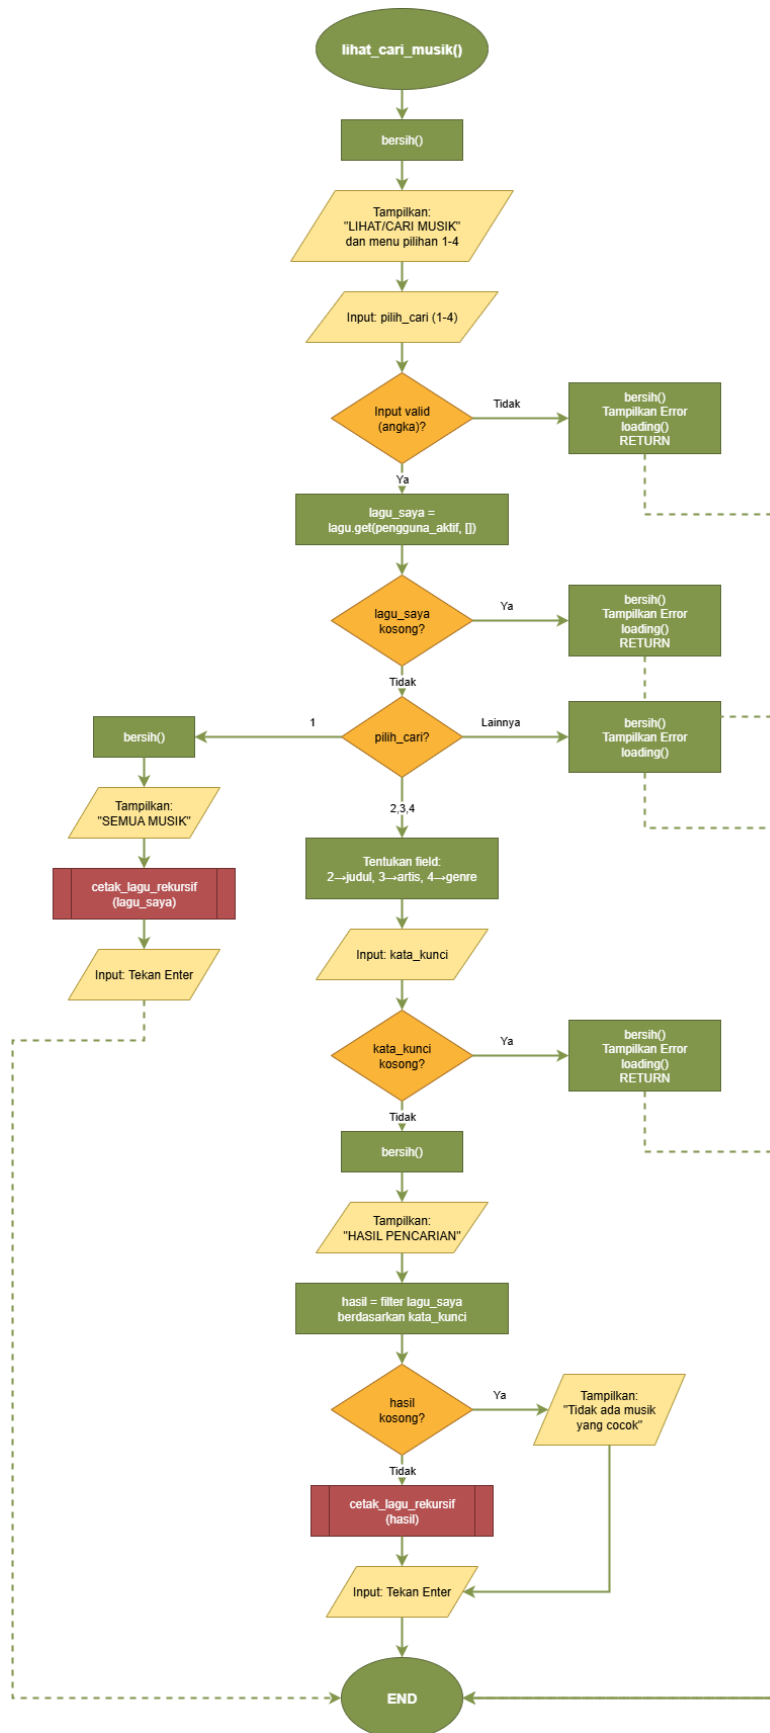 lihat_cari_musik()
bersih()
Tampilkan:
"LIHAT/CARI MUSIK"
dan menu pilihan 1-4
Input: pilih_cari (1-4)
Input valid
(angka)?
Tidak
bersih()
Tampilkan Error
loading()
RETURN
Ya
lagu_saya =
lagu.get(pengguna_aktif, [])
lagu_saya
kosong?
Ya
bersih()
Tampilkan Error
loading()
RETURN
Tidak
pilih_cari?
1
bersih()
Tampilkan:
"SEMUA MUSIK"
cetak_lagu_rekursif
(lagu_saya)
Input: Tekan Enter
Lainnya
bersih()
Tampilkan Error
loading()
2,3,4
Tentukan field:
2→judul, 3→artis, 4→genre
Input: kata_kunci
kata_kunci
kosong?
Ya
bersih()
Tampilkan Error
loading()
RETURN
Tidak
bersih()
Tampilkan:
"HASIL PENCARIAN"
hasil = filter lagu_saya
berdasarkan kata_kunci
hasil
kosong?
Ya
Tampilkan:
"Tidak ada musik
yang cocok"
Tidak
cetak_lagu_rekursif
(hasil)
Input: Tekan Enter
END